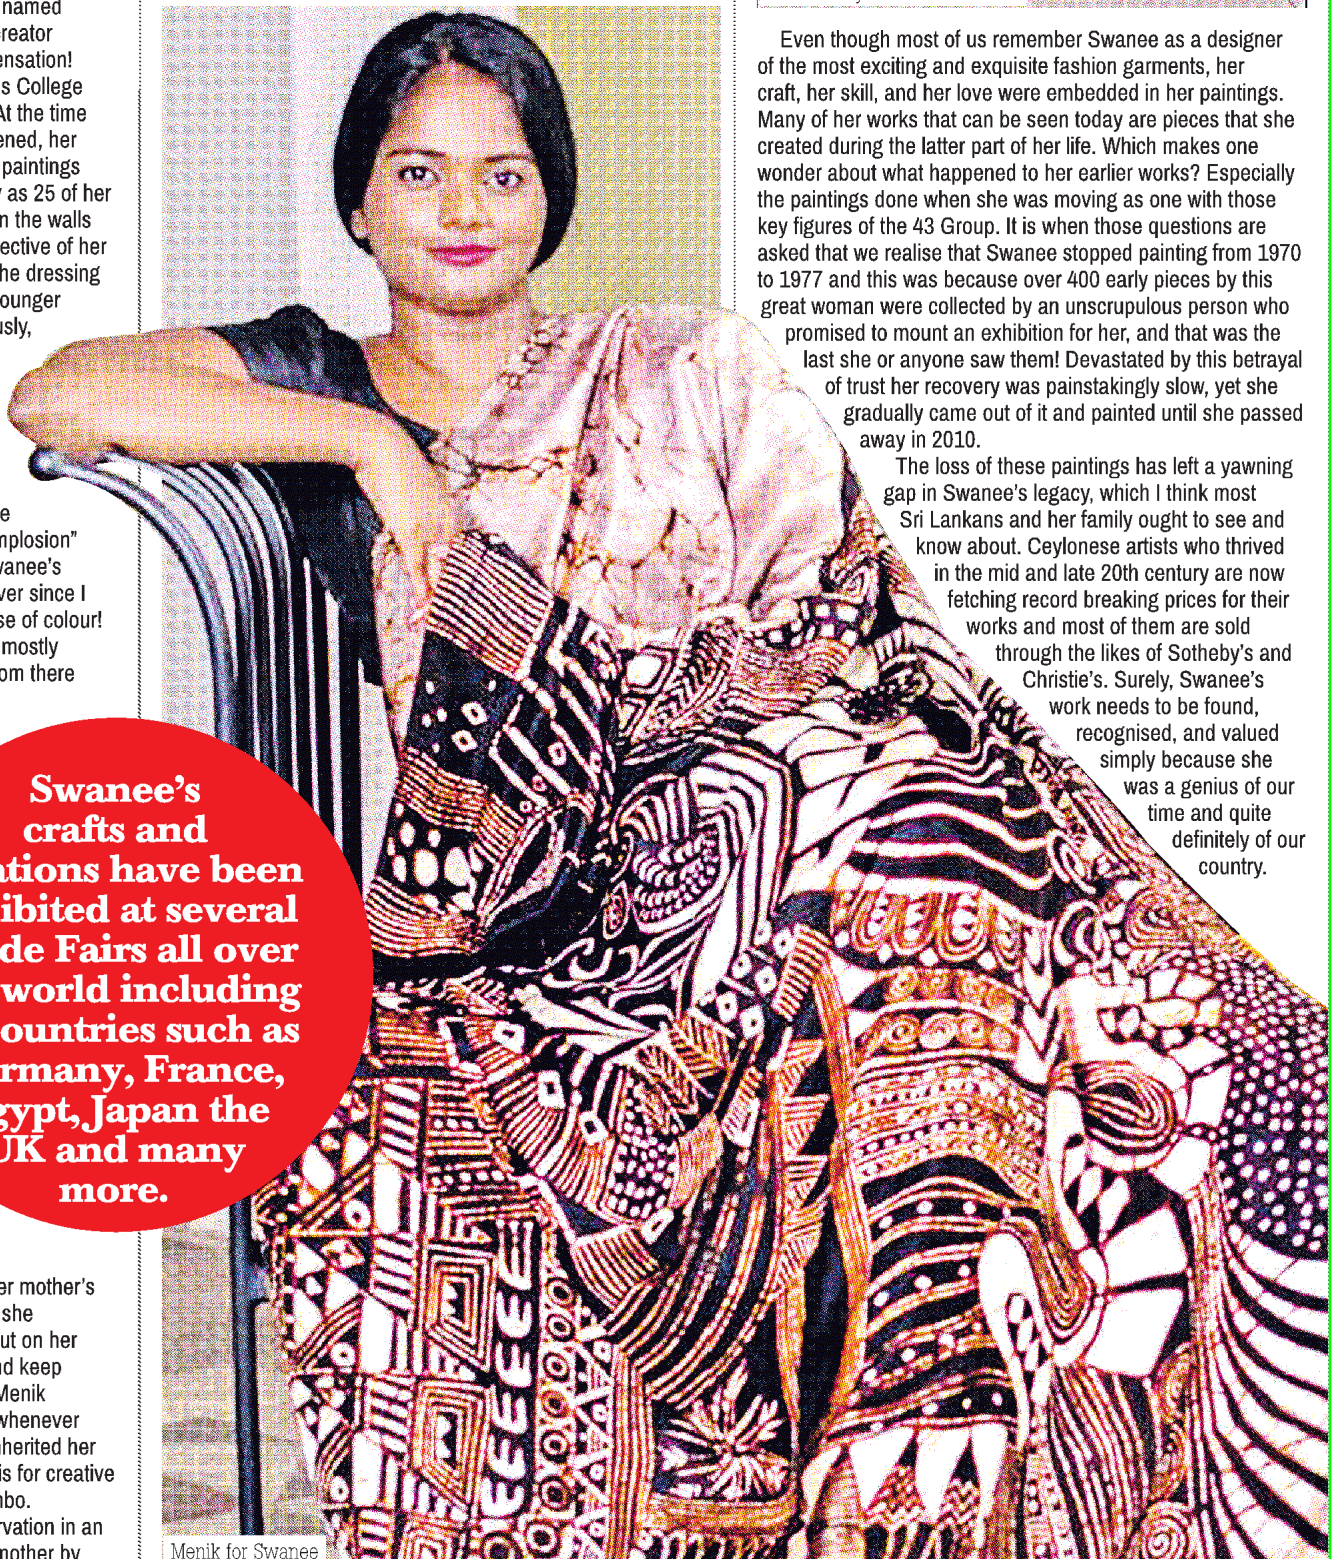 named
reator
ensation!
s College
At the time
ened, her
paintings
y as 25 of her
n the walls
ective of her
he dressing
ounger
usly,
e
mplosion”
wanee’s
ver since I
se of colour!
mostly
om there
Swanee’s
crafts and
ations have been
ibited at several
de Fairs all over
world including
ountries such as
rmany, France,
gypt, Japan the
UK and many
more.
er mother’s
she
ut on her
nd keep
Menik
whenever
nherited her
is for creative
mbo.
rvation in an
mother by
Menik for Swanee
Even though most of us remember Swanee as a designer
of the most exciting and exquisite fashion garments, her
craft, her skill, and her love were embedded in her paintings.
Many of her works that can be seen today are pieces that she
created during the latter part of her life. Which makes one
wonder about what happened to her earlier works? Especially
the paintings done when she was moving as one with those
key figures of the 43 Group. It is when those questions are
asked that we realise that Swanee stopped painting from 1970
to 1977 and this was because over 400 early pieces by this
great woman were collected by an unscrupulous person who
promised to mount an exhibition for her, and that was the
last she or anyone saw them! Devastated by this betrayal
of trust her recovery was painstakingly slow, yet she
gradually came out of it and painted until she passed
away in 2010.
The loss of these paintings has left a yawning
gap in Swanee’s legacy, which I think most
Sri Lankans and her family ought to see and
know about. Ceylonese artists who thrived
in the mid and late 20th century are now
fetching record breaking prices for their
works and most of them are sold
through the likes of Sotheby’s and
Christie’s. Surely, Swanee’s
work needs to be found,
recognised, and valued
simply because she
was a genius of our
time and quite
definitely of our
country.